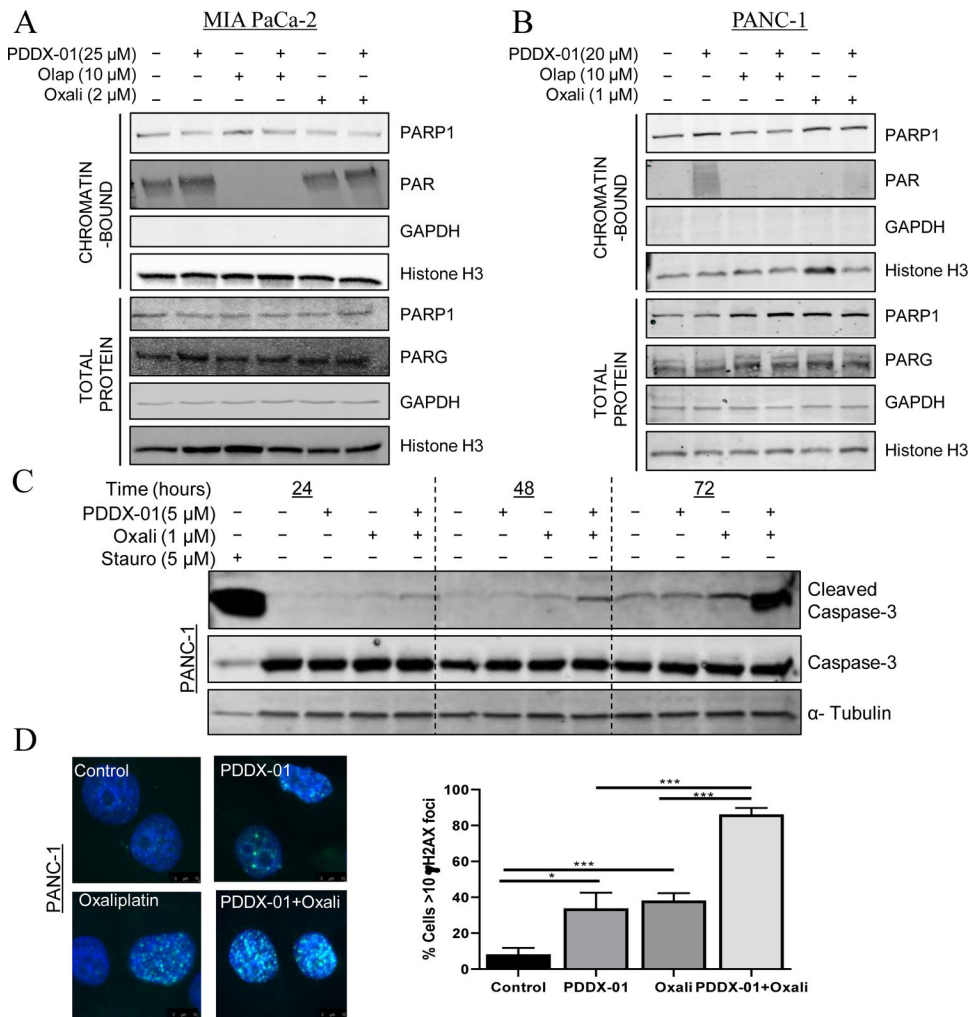 A
MIA PaCa-2
PDDX-01(25 µM) – + – + – +
Olap (10 µM) – – + + – –
Oxali (2 µM) – – – – + +
CHROMATIN
-BOUND
PARP1
PAR
GAPDH
Histone H3
TOTAL
PROTEIN
PARP1
PARG
GAPDH
Histone H3
B
PANC-1
PDDX-01(20 µM) – + – + – +
Olap (10 µM) – – + + – –
Oxali (1 µM) – – – – + +
CHROMATIN
-BOUND
PARP1
PAR
GAPDH
Histone H3
TOTAL
PROTEIN
PARP1
PARG
GAPDH
Histone H3
C
Time (hours) 24 48 72
PDDX-01(5 µM) – – + – + – + – + – + – +
Oxali (1 µM) – – – + + – – + + – – + +
Stauro (5 µM) + – – – – – – – – – – – –
PANC-1
Cleaved
Caspase-3
Caspase-3
α- Tubulin
D
PANC-1
Control
PDDX-01
Oxaliplatin
PDDX-01+Oxali
% Cells >10 γH2AX foci
100
80
60
40
20
0
***
***
***
*
Control PDDX-01 Oxali PDDX-01+Oxali